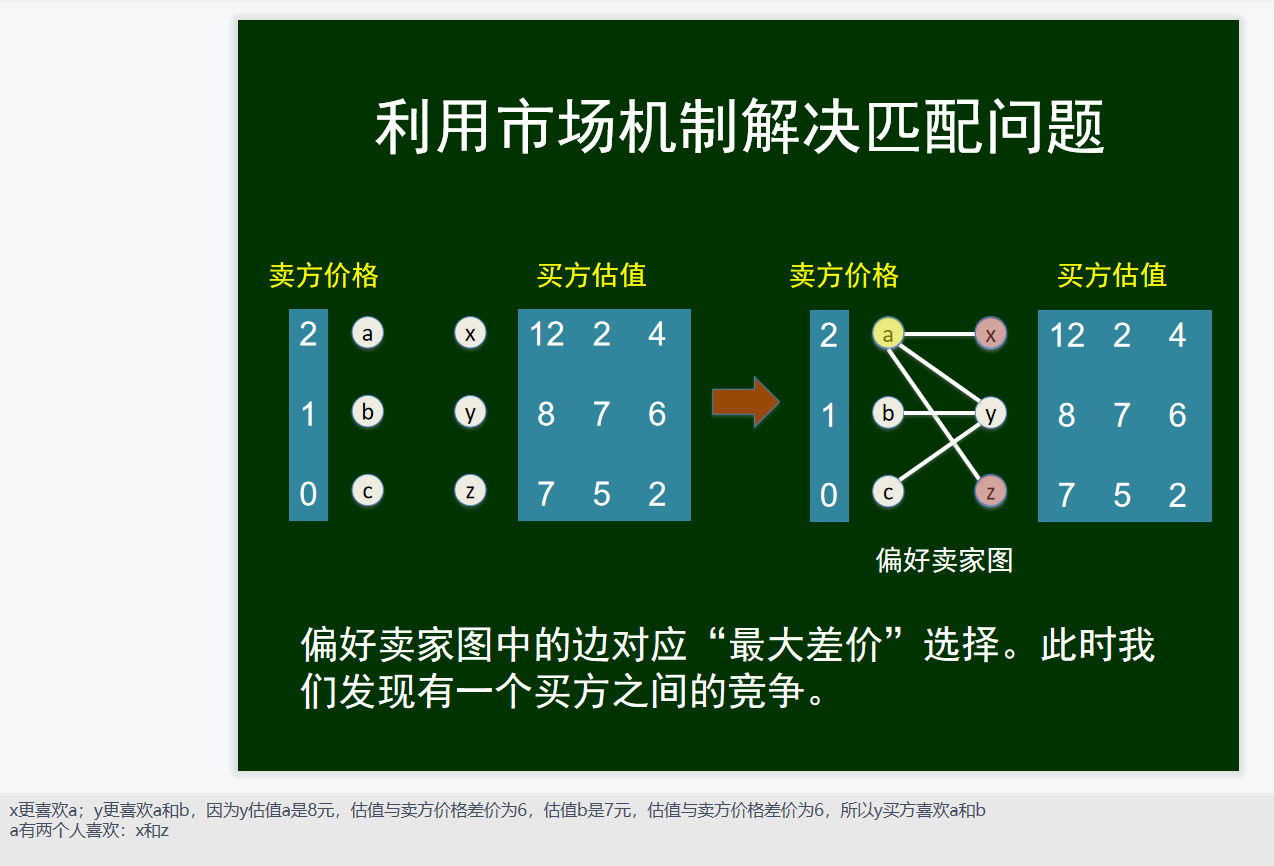 利用市场机制解决匹配问题
卖方价格 买方估值 卖方价格 买方估值
2 a x 12 2 4 2 a x 12 2 4
1 b y 8 7 6 1 b y 8 7 6
0 c z 7 5 2 0 c z 7 5 2
偏好卖家图
偏好卖家图中的边对应“最大差价”选择。此时我
们发现有一个买方之间的竞争。
x更喜欢a；y更喜欢a和b，因为y估值a是8元，估值与卖方价格差价为6，估值b是7元，估值与卖方价格差价为6，所以y买方喜欢a和b
a有两个人喜欢：x和z